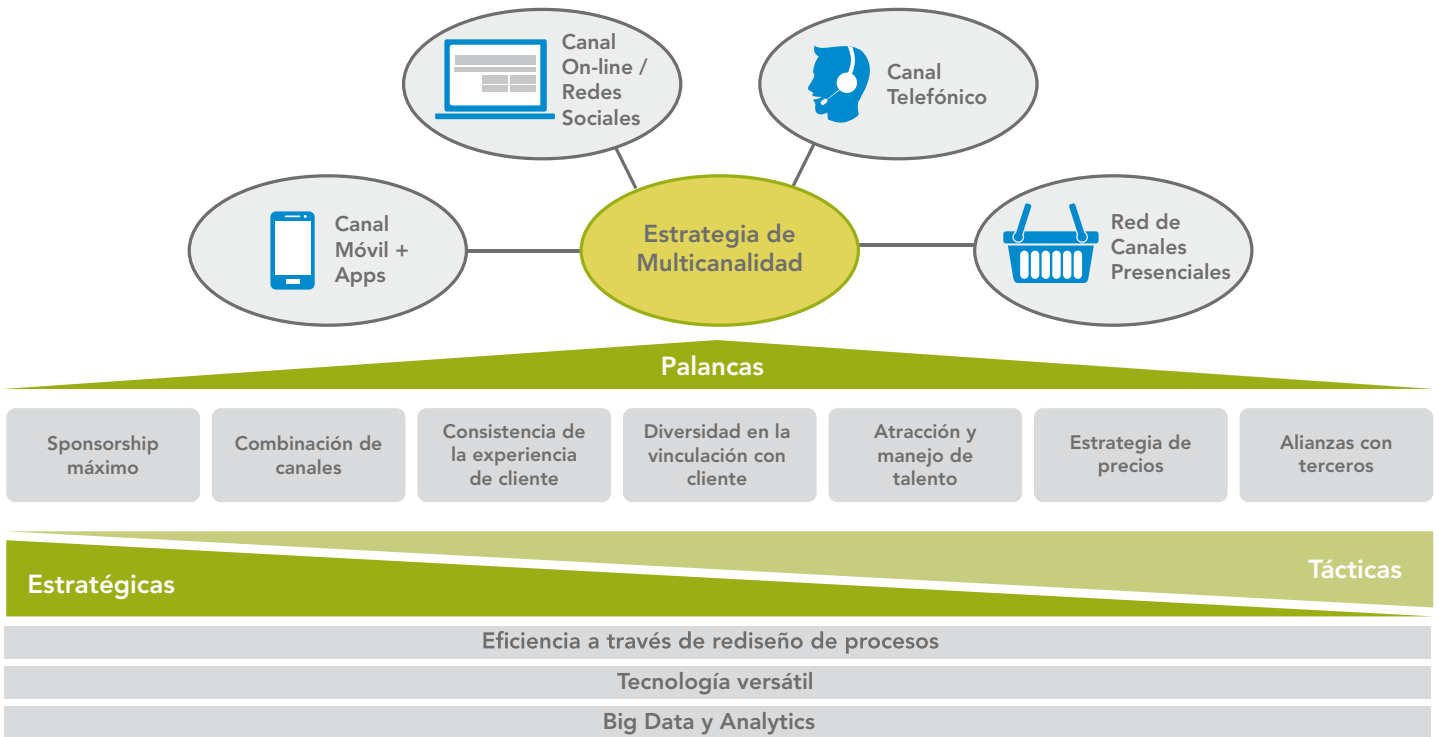 Canal
On-line /
Redes
Sociales
Canal
Telefónico
Canal
Móvil +
Apps
Estrategia de
Multicanalidad
Red de
Canales
Presenciales
Palancas
Sponsorship
máximo
Combinación de
canales
Consistencia de
la experiencia
de cliente
Diversidad en la
vinculación con
cliente
Atracción y
manejo de
talento
Estrategia de
precios
Alianzas con
terceros
Estratégicas
Tácticas
Eficiencia a través de rediseño de procesos
Tecnología versátil
Big Data y Analytics